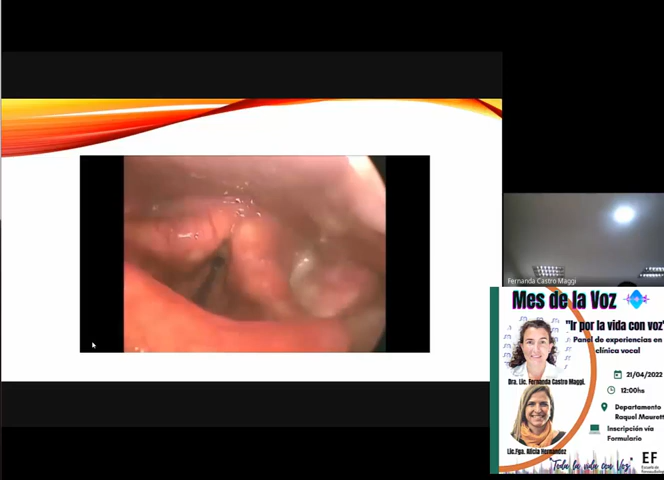 Fernanda Castro Maggi
Mes de la Voz
"Ir por la vida con voz"
Panel de experiencias en
clínica vocal
Dra. Lic. Fernanda Castro Maggi.
21/04/2022
12:00hs
Departamento
Raquel Maurett
Inscripción vía
Formulario
Lic.Fga. Alicia Hernández
"Toda la vida con Voz"
EF